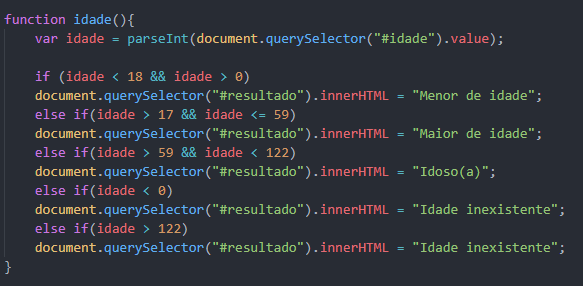 function idade(){
var idade = parseInt(document.querySelector("#idade").value);
if (idade < 18 && idade > 0)
document.querySelector("#resultado").innerHTML = "Menor de idade";
else if(idade > 17 && idade <= 59)
document.querySelector("#resultado").innerHTML = "Maior de idade";
else if(idade > 59 && idade < 122)
document.querySelector("#resultado").innerHTML = "Idoso(a)";
else if(idade < 0)
document.querySelector("#resultado").innerHTML = "Idade inexistente";
else if(idade > 122)
document.querySelector("#resultado").innerHTML = "Idade inexistente";
}